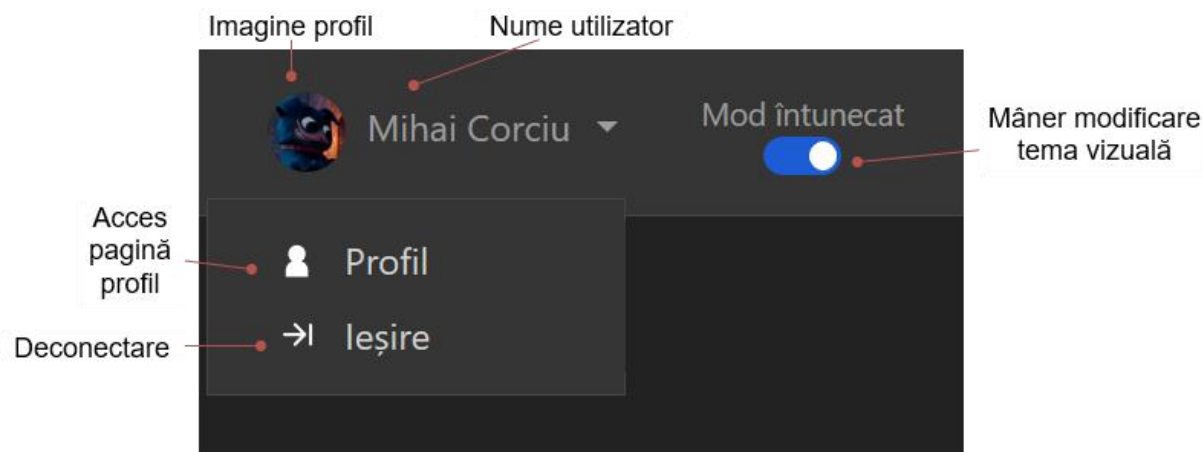 Imagine profil
Nume utilizator
Mihai Corciu
Mod întunecat
Mâner modificare
tema vizuală
Acces
pagină
profil
Profil
Deconectare
Ieșire